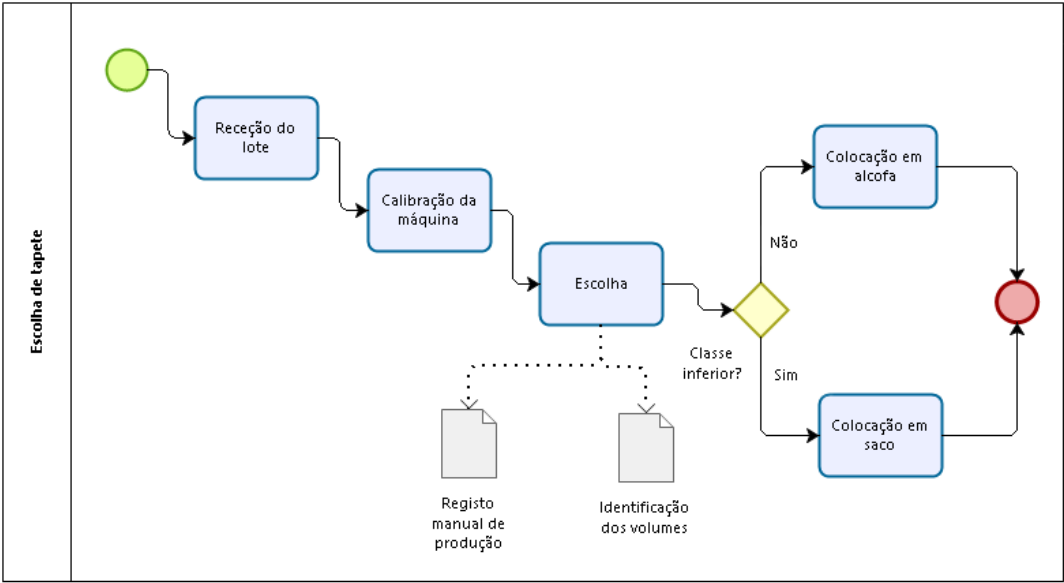 Escolha de tapete
Receção do
lote
Calibração da
máquina
Escolha
Classe
inferior?
Não
Sim
Colocação em
alcofa
Colocação em
saco
Registo
manual de
produção
Identificação
dos volumes